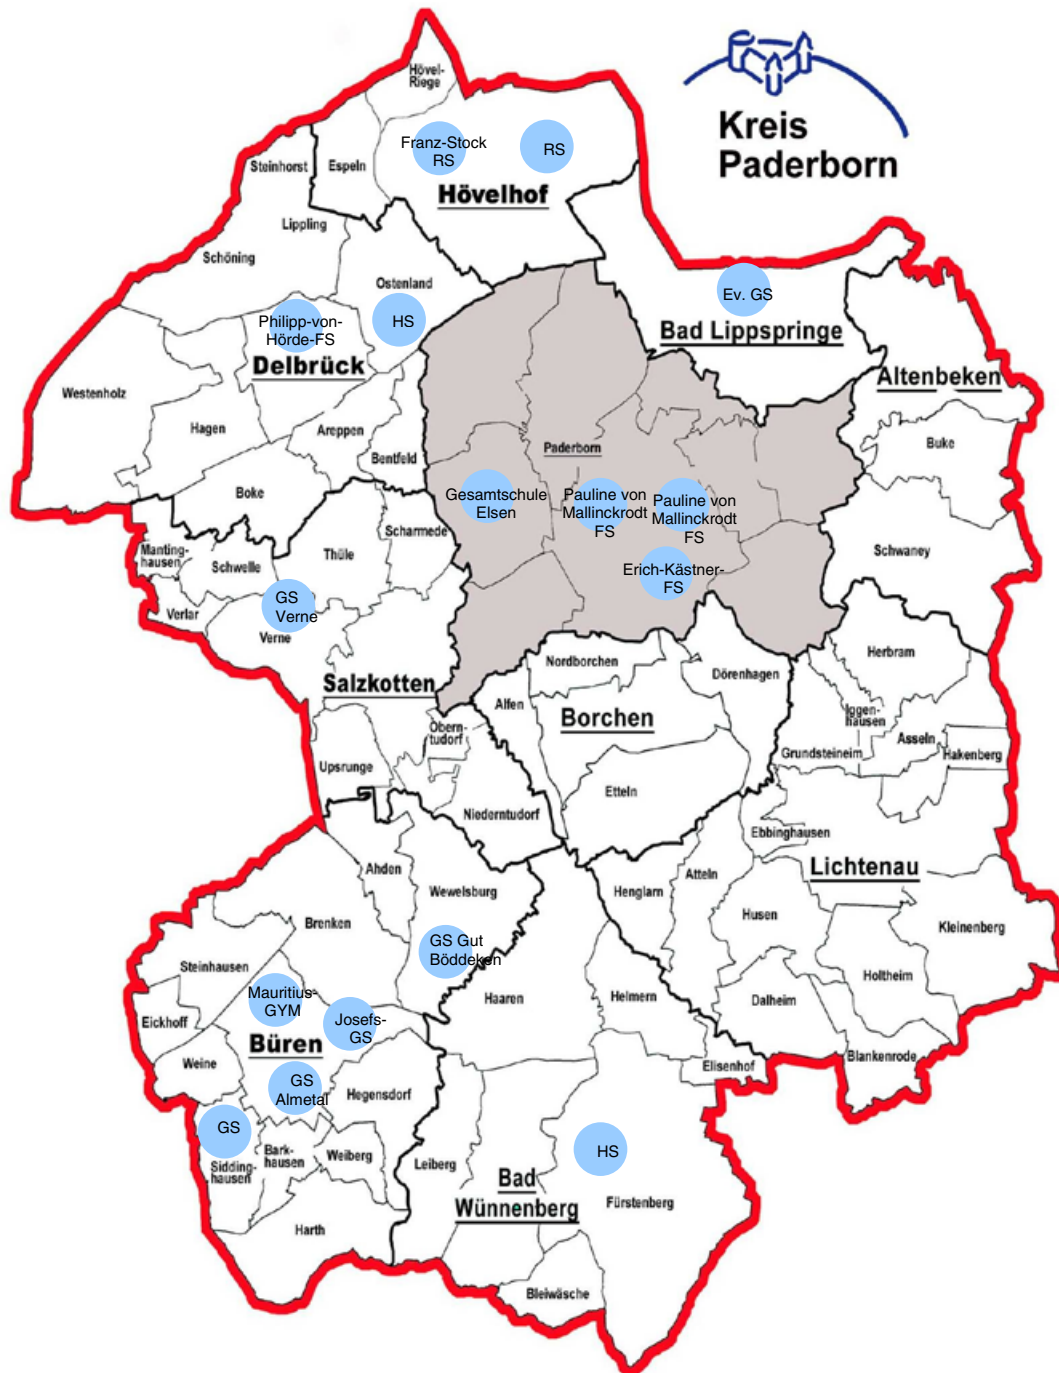 Kreis
Paderborn
Hövel-
Riege
Franz-Stock
RS
RS
Steinhorst
Espeln
Hövelhof
Lippling
Schöning
Ostenland
Ev. GS
Philipp-von-
Hörde-FS
HS
Bad Lippspringe
Delbrück
Altenbeken
Westenholz
Hagen
Areppen
Buke
Paderborn
Bentfeld
Boke
Gesamtschule
Elsen
Pauline von
Mallinckrodt
FS
Pauline von
Mallinckrodt
FS
Scharmede
Manting-
hausen
Schwelle
Thüle
Schwaney
Erich-Kästner-
FS
GS
Verne
Verlar
Verne
Herbram
Nordborchen
Dörenhagen
Salzkotten
Alfen
Borchen
Iggen-
hausen
Obern-
tudorf
Asseln
Hakenberg
Grundsteineim
Upsrunge
Etteln
Niederntudorf
Ebbinghausen
Ahden
Lichtenau
Wewelsburg
Henglarn
Atteln
Husen
Brenken
Kleinenberg
GS Gut
Böddeken
Steinhausen
Holtheim
Mauritius-
GYM
Haaren
Helmern
Dalheim
Eickhoff
Josefs-
GS
Büren
Blankenrode
Weine
Elisenhof
GS
Almetal
Hegensdorf
GS
HS
Sidding-
hausen
Bark-
hausen
Weiberg
Leiberg
Bad
Wünnenberg
Fürstenberg
Harth
Bleiwäsche